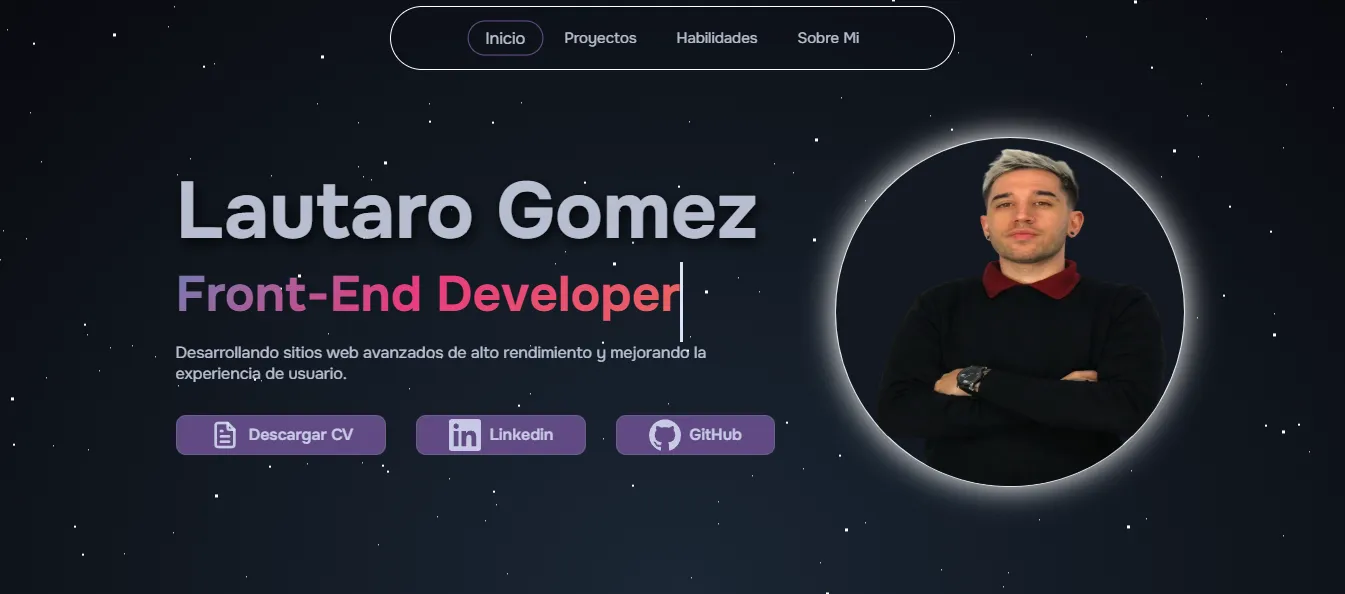 Inicio
Proyectos
Habilidades
Sobre Mi
Lautaro Gomez
Front-End Developer
Desarrollando sitios web avanzados de alto rendimiento y mejorando la
experiencia de usuario.
Descargar CV
Linkedin
GitHub